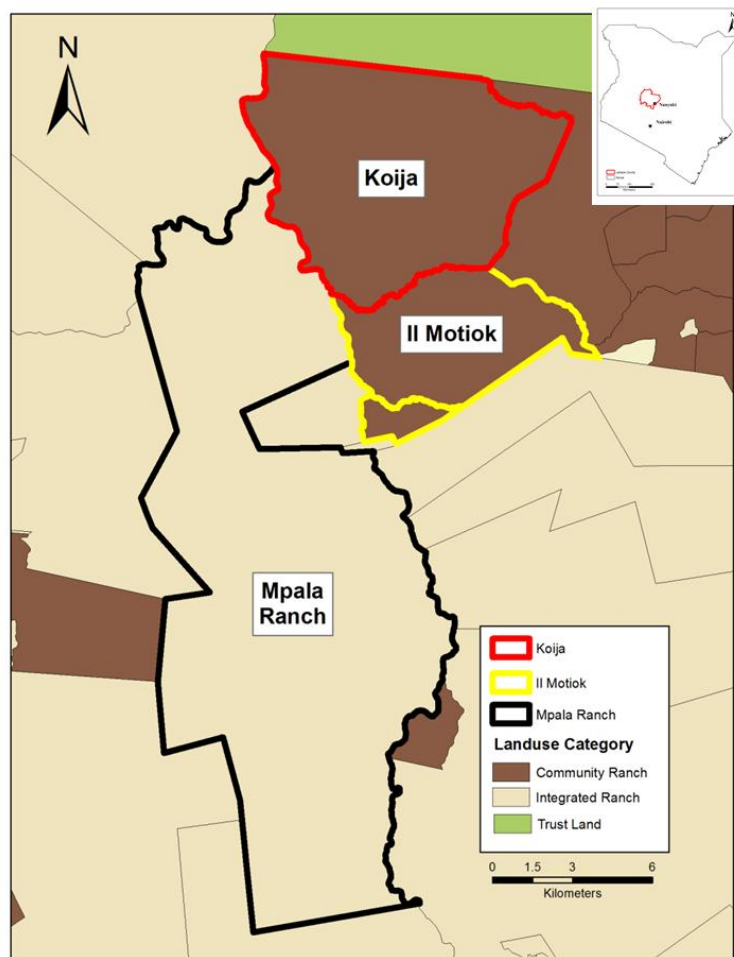 N
Koija
Il Motiok
Mpala
Ranch
Koija
Il Motiok
Mpala Ranch
Landuse Category
Community Ranch
Integrated Ranch
Trust Land
0 1.5 3 6
Kilometers
N
Nanyuki
Nairobi